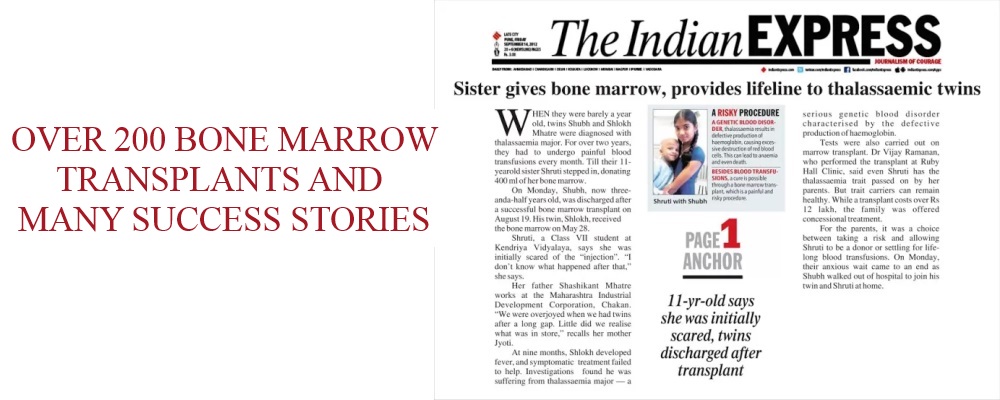 OVER 200 BONE MARROW
TRANSPLANTS AND
MANY SUCCESS STORIES
LATE CITY
PUNE, FRIDAY
SEPTEMBER 14, 2012
The Indian EXPRESS
JOURNALISM OF COURAGE
Sister gives bone marrow, provides lifeline to thalassaemic twins
WHEN they were barely a year
old, twins Shubh and Shlokh
Mhatre were diagnosed with
thalassaemia major. For over two years,
they had to undergo painful blood
transfusions every month. Till their 11-
yearold sister Shruti stepped in, donating
400 ml of her bone marrow.
On Monday, Shubh, now three-
anda-half years old, was discharged after
a successful bone marrow transplant on
August 19. His twin, Shlokh, received
the bone marrow on May 28.
Shruti, a Class VII student at
Kendriya Vidyalaya, says she was
initially scared of the “injection”. “I
don’t know what happened after that,”
she says.
Her father Shashikant Mhatre
works at the Maharashtra Industrial
Development Corporation, Chakan.
“We were overjoyed when we had twins
after a long gap. Little did we realise
what was in store,” recalls her mother
Jyoti.
At nine months, Shlokh developed
fever, and symptomatic treatment failed
to help. Investigations found he was
suffering from thalassaemia major — a
Shruti with Shubh
A RISKY PROCEDURE
A GENETIC BLOOD DISOR-
DER, thalassaemia results in
defective production of
haemoglobin, causing exces-
sive destruction of red blood
cells. This can lead to anaemia
and even death.
BESIDES BLOOD TRANSFU-
SIONS, a cure is possible
through a bone marrow trans-
plant, which is a painful and
risky procedure.
PAGE 1
ANCHOR
11-yr-old says
she was initially
scared, twins
discharged after
transplant
serious genetic blood disorder
characterised by the defective
production of haemoglobin.
Tests were also carried out on
marrow transplant. Dr Vijay Ramanan,
who performed the transplant at Ruby
Hall Clinic, said even Shruti has the
thalassaemia trait passed on by her
parents. But trait carriers can remain
healthy. While a transplant costs over Rs
12 lakh, the family was offered
concessional treatment.
For the parents, it was a choice
between taking a risk and allowing
Shruti to be a donor or settling for life-
long blood transfusions. On Monday,
their anxious wait came to an end as
Shubh walked out of hospital to join his
twin and Shruti at home.